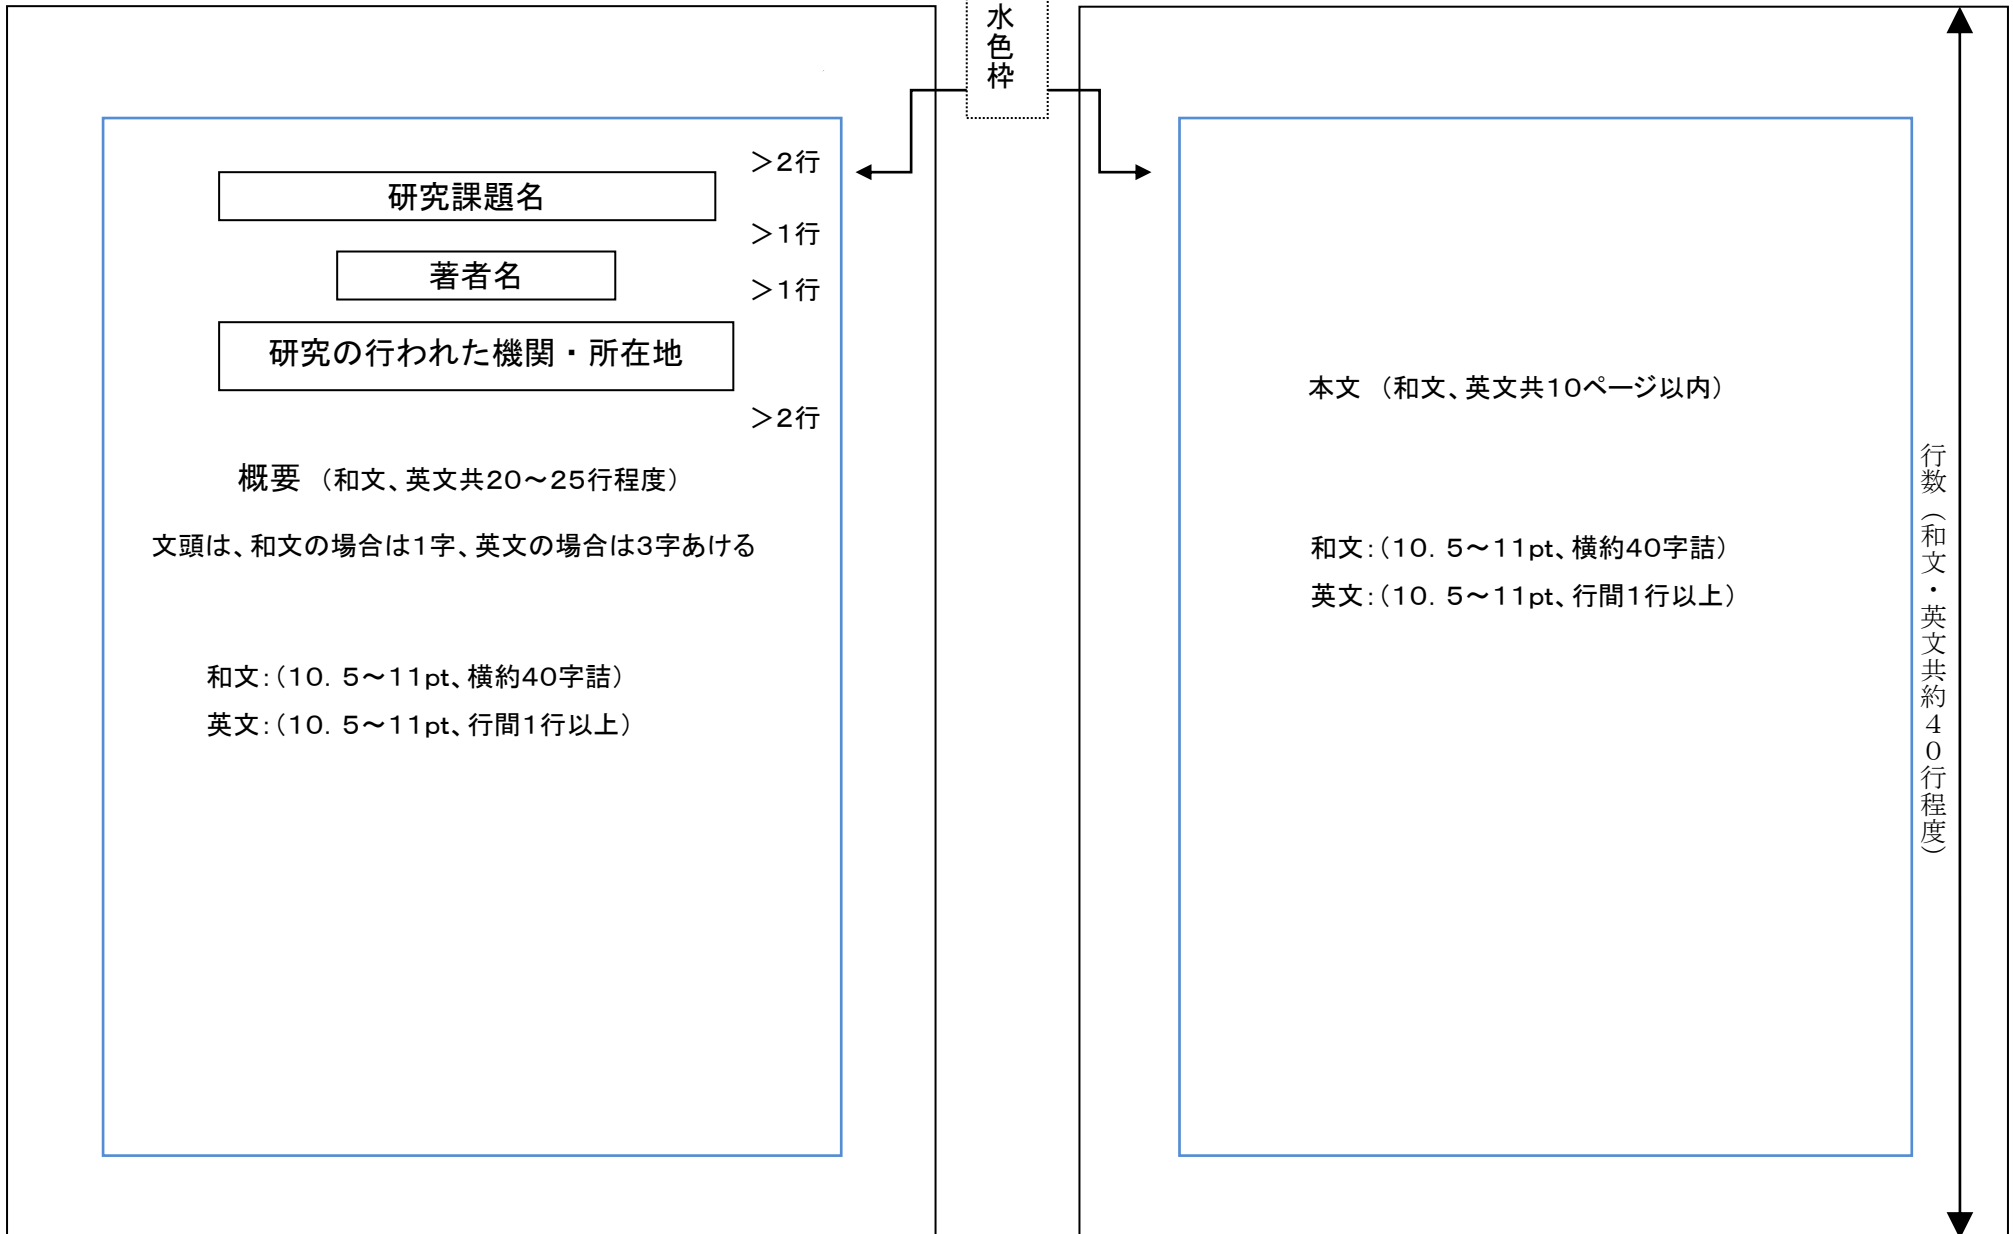 水色枠
＞2行
研究課題名
＞1行
著者名
＞1行
研究の行われた機関・所在地
＞2行
概要 （和文、英文共20～25行程度）
文頭は、和文の場合は1字、英文の場合は3字あける
和文：（10．5～11pt、横約40字詰）
英文：（10．5～11pt、行間1行以上）
本文 （和文、英文共10ページ以内）
和文：（10．5～11pt、横約40字詰）
英文：（10．5～11pt、行間1行以上）
行数（和文・英文共約４０行程度）